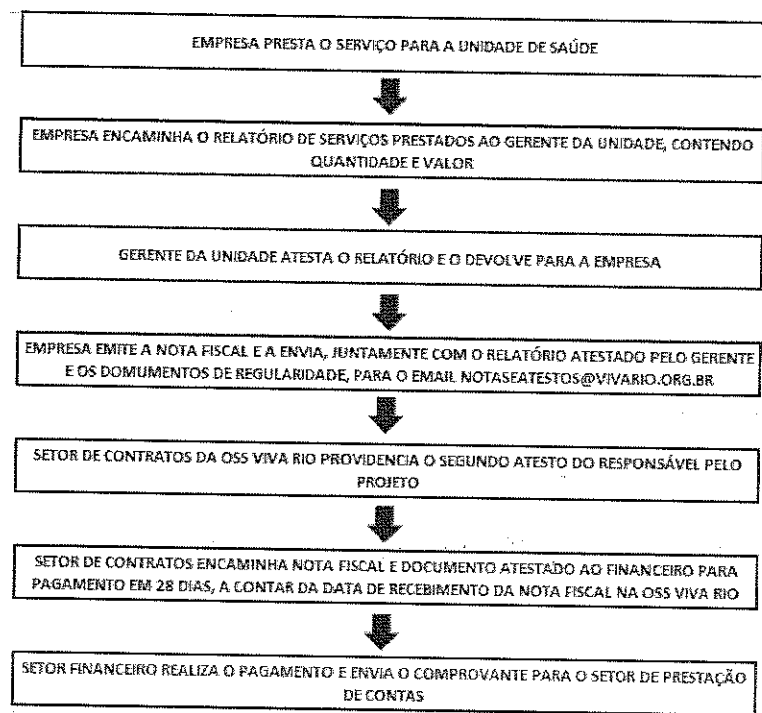 EMPRESA PRESTA O SERVIÇO PARA A UNIDADE DE SAÚDE
EMPRESA ENCAMINHA O RELATÓRIO DE SERVIÇOS PRESTADOS AO GERENTE DA UNIDADE, CONTENDO
QUANTIDADE E VALOR
GERENTE DA UNIDADE ATESTA O RELATÓRIO E O DEVOLVE PARA A EMPRESA
EMPRESA EMITE A NOTA FISCAL E A ENVIA, JUNTAMENTE COM O RELATÓRIO ATESTADO PELO GERENTE
E OS DOMUMENTOS DE REGULARIDADE, PARA O EMAIL NOTASEATESTOS@VIVARIO.ORG.BR
SETOR DE CONTRATOS DA OSS VIVA RIO PROVIDENCIA O SEGUNDO ATESTO DO RESPONSÁVEL PELO
PROJETO
SETOR DE CONTRATOS ENCAMINHA NOTA FISCAL E DOCUMENTO ATESTADO AO FINANCEIRO PARA
PAGAMENTO EM 28 DIAS, A CONTAR DA DATA DE RECEBIMENTO DA NOTA FISCAL NA OSS VIVA RIO
SETOR FINANCEIRO REALIZA O PAGAMENTO E ENVIA O COMPROVANTE PARA O SETOR DE PRESTAÇÃO
DE CONTAS